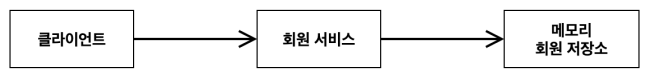 클라이언트
회원 서비스
메모리
회원 저장소